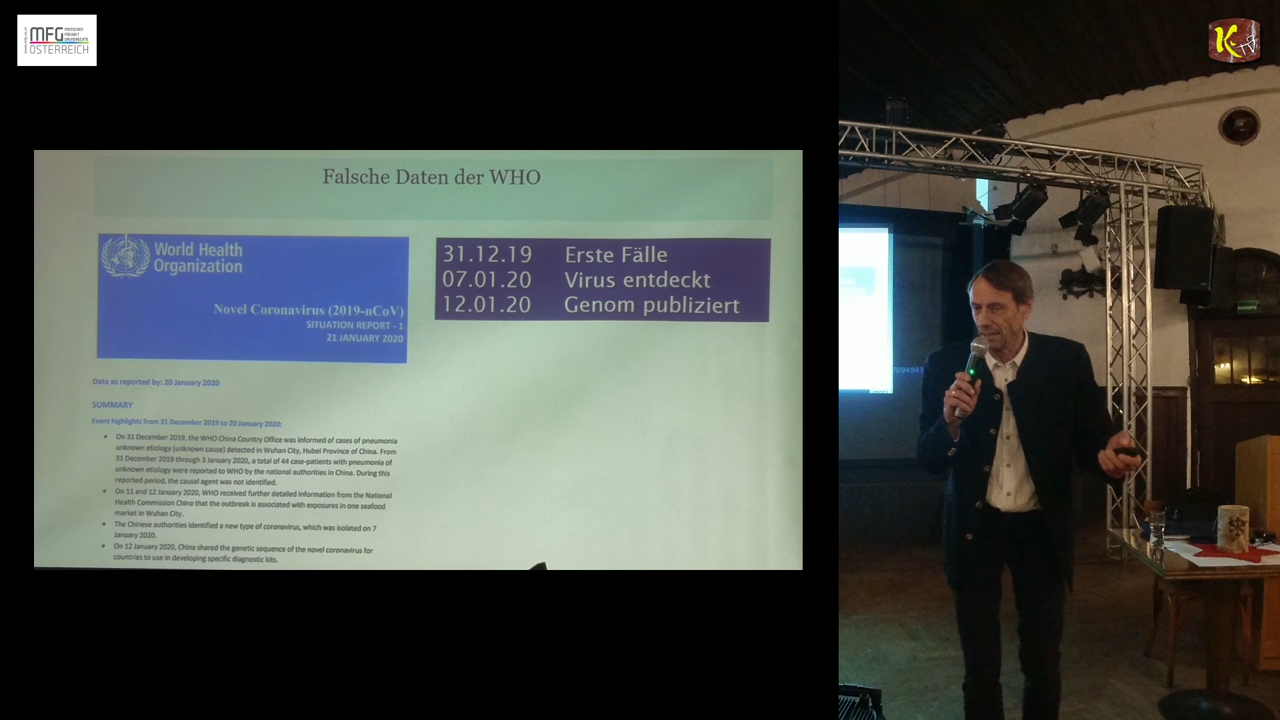 www.mfg-oe.at
MFG
MENSCHEN
FREIHEIT
GRUNDRECHTE
ÖSTERREICH
K
TV
Falsche Daten der WHO
World Health
Organization
Novel Coronavirus (2019-nCoV)
SITUATION REPORT - 1
21 JANUARY 2020
31.12.19 Erste Fälle
07.01.20 Virus entdeckt
12.01.20 Genom publiziert
Data as reported by: 20 January 2020
SUMMARY
Event highlights from 31 December 2019 to 20 January 2020:
• On 31 December 2019, the WHO China Country Office was informed of cases of pneumonia
unknown etiology (unknown cause) detected in Wuhan City, Hubei Province of China. From
31 December 2019 through 3 January 2020, a total of 44 case-patients with pneumonia of
unknown etiology were reported to WHO by the national authorities in China. During this
reported period, the causal agent was not identified.
• On 11 and 12 January 2020, WHO received further detailed information from the National
Health Commission China that the outbreak is associated with exposures in one seafood
market in Wuhan City.
• The Chinese authorities identified a new type of coronavirus, which was isolated on 7
January 2020.
• On 12 January 2020, China shared the genetic sequence of the novel coronavirus for
countries to use in developing specific diagnostic kits.